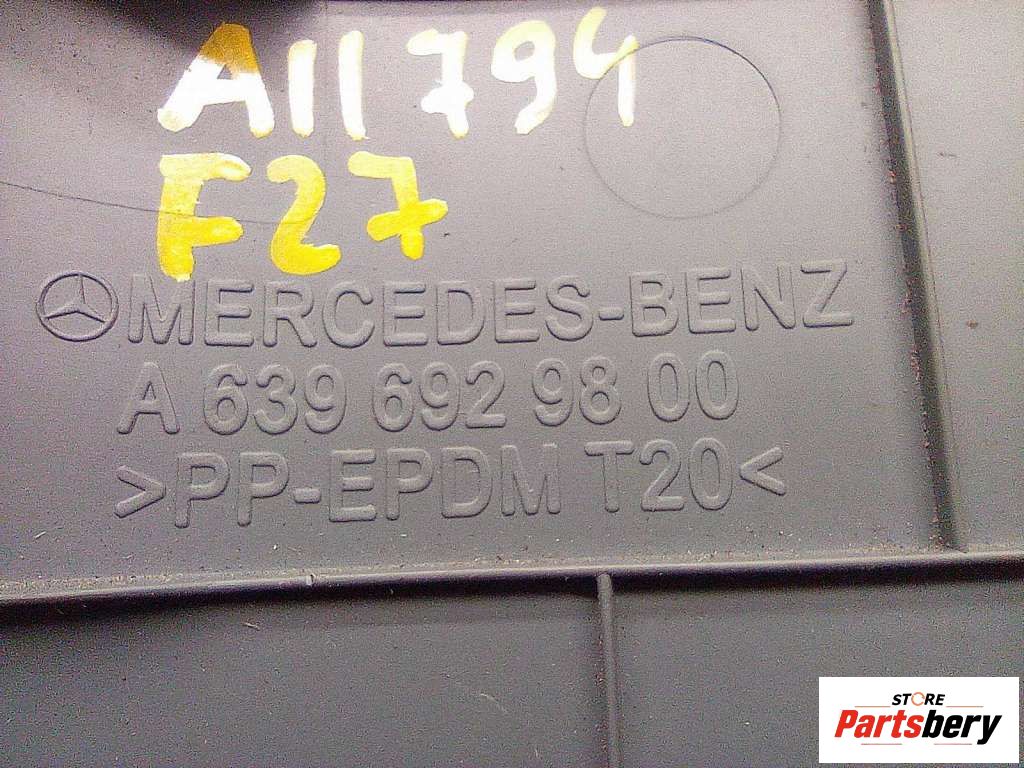 A11794
F27
MERCEDES-BENZ
A 639 692 98 00
>PP-EPDM T20<
STORE
Partsbery